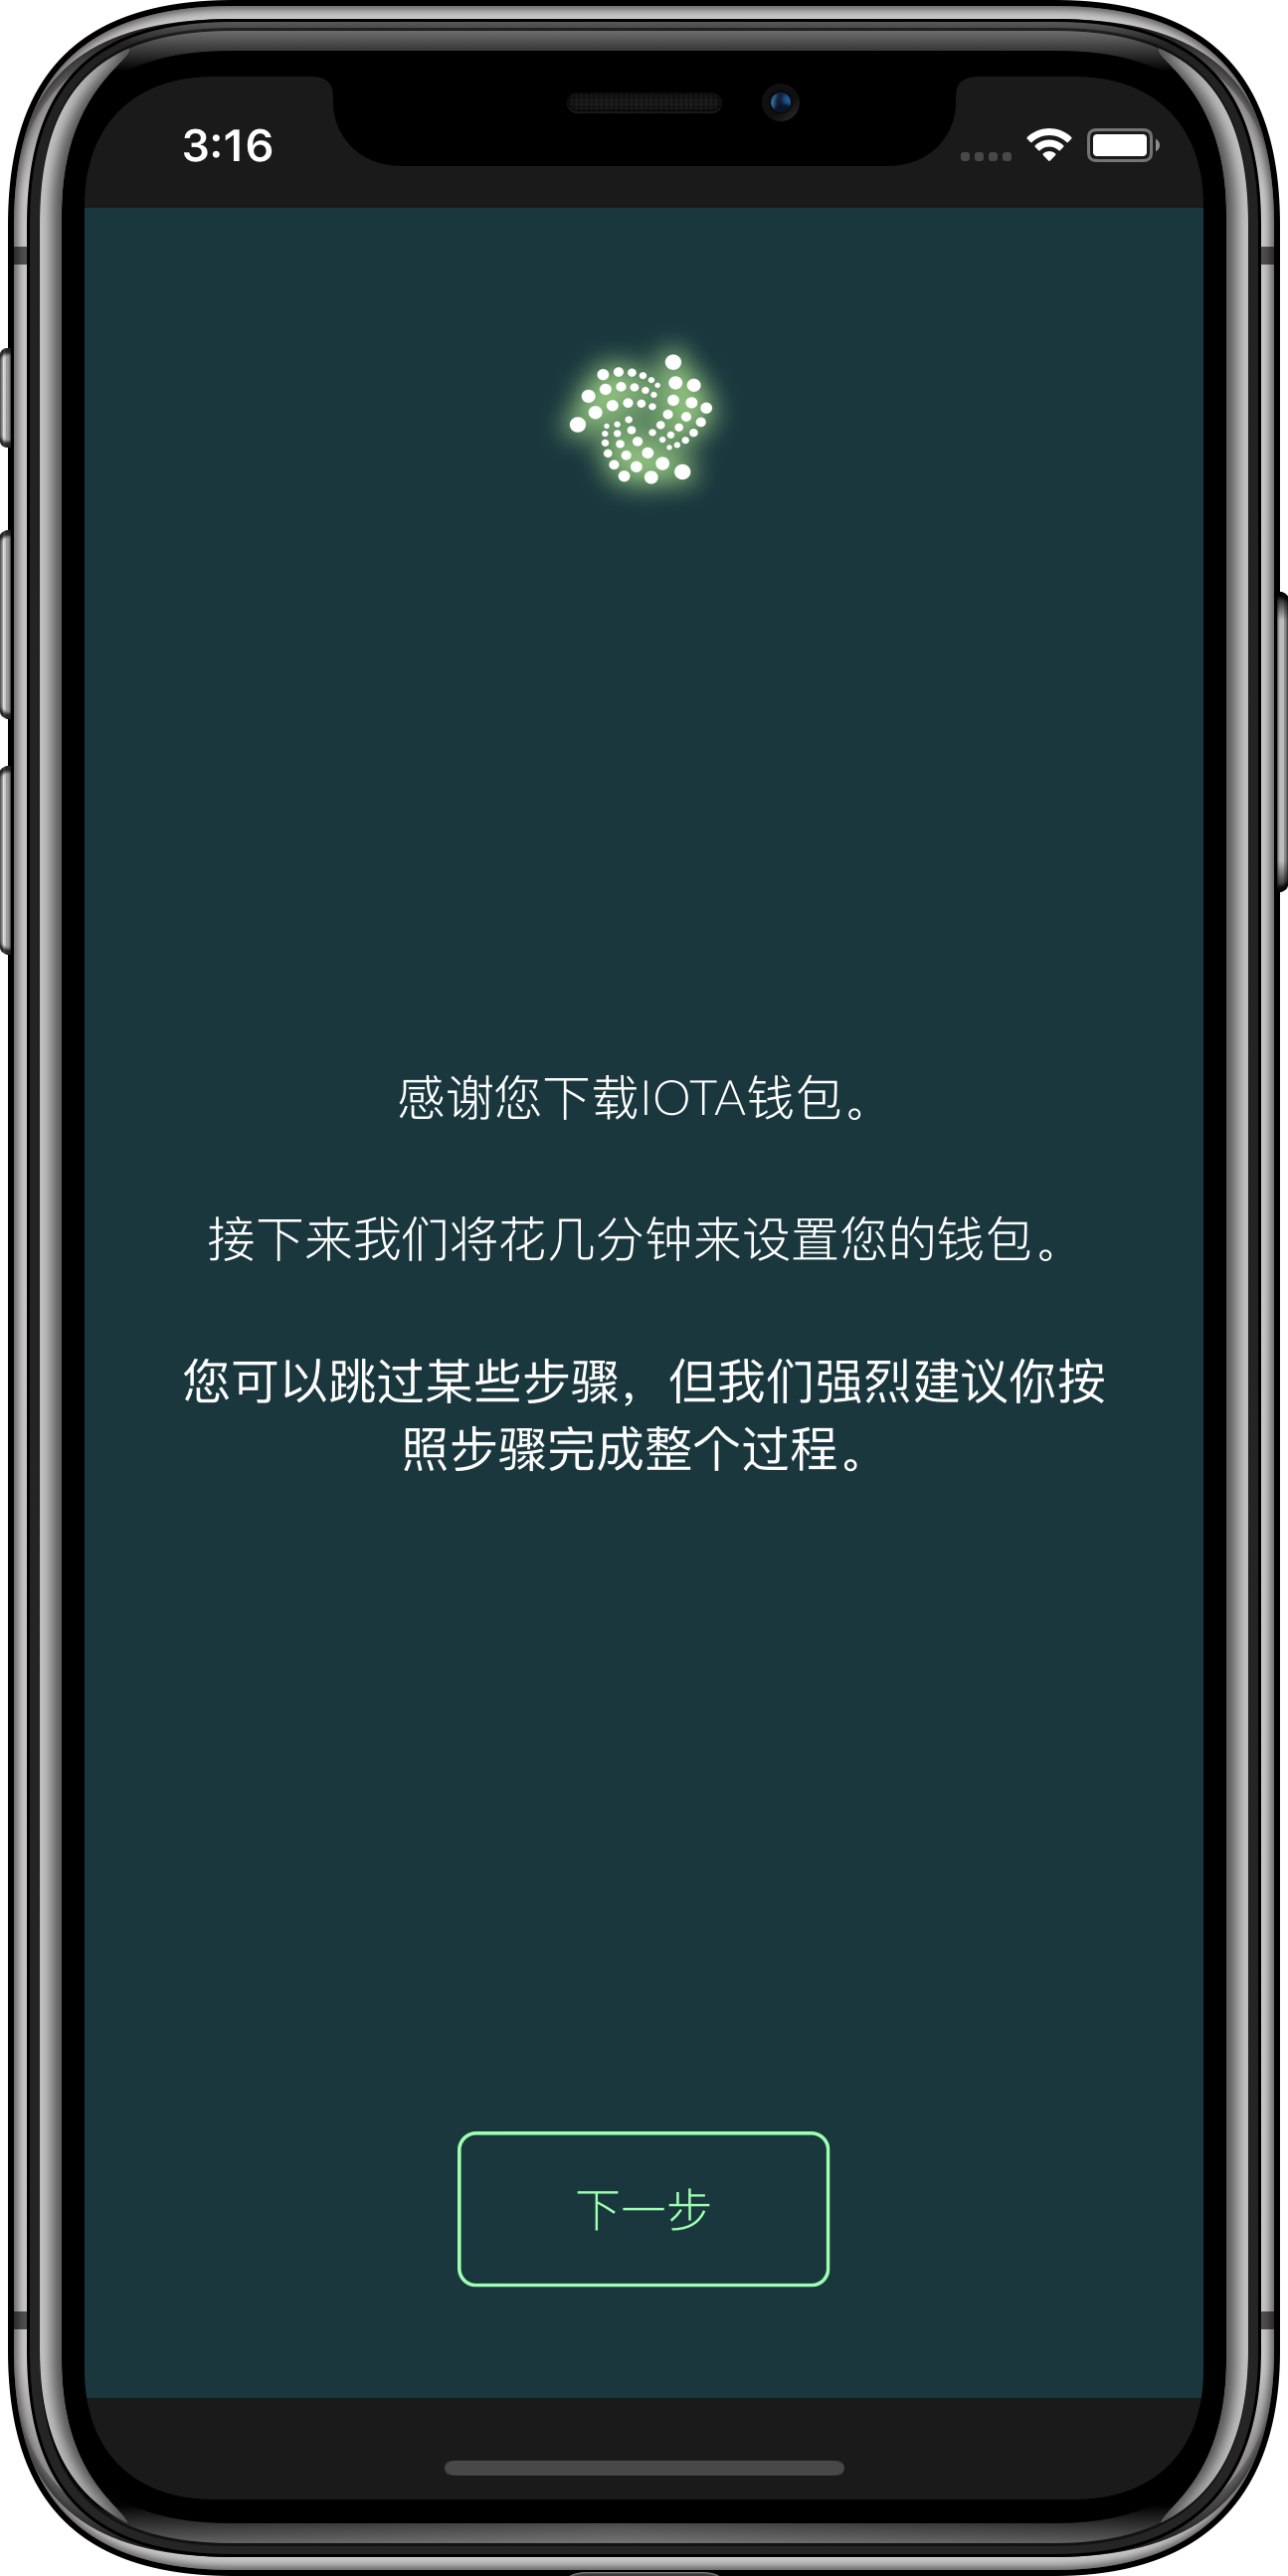 3:16
感谢您下载IOTA钱包。
接下来我们将花几分钟来设置您的钱包。
您可以跳过某些步骤，但我们强烈建议你按
照步骤完成整个过程。
下一步